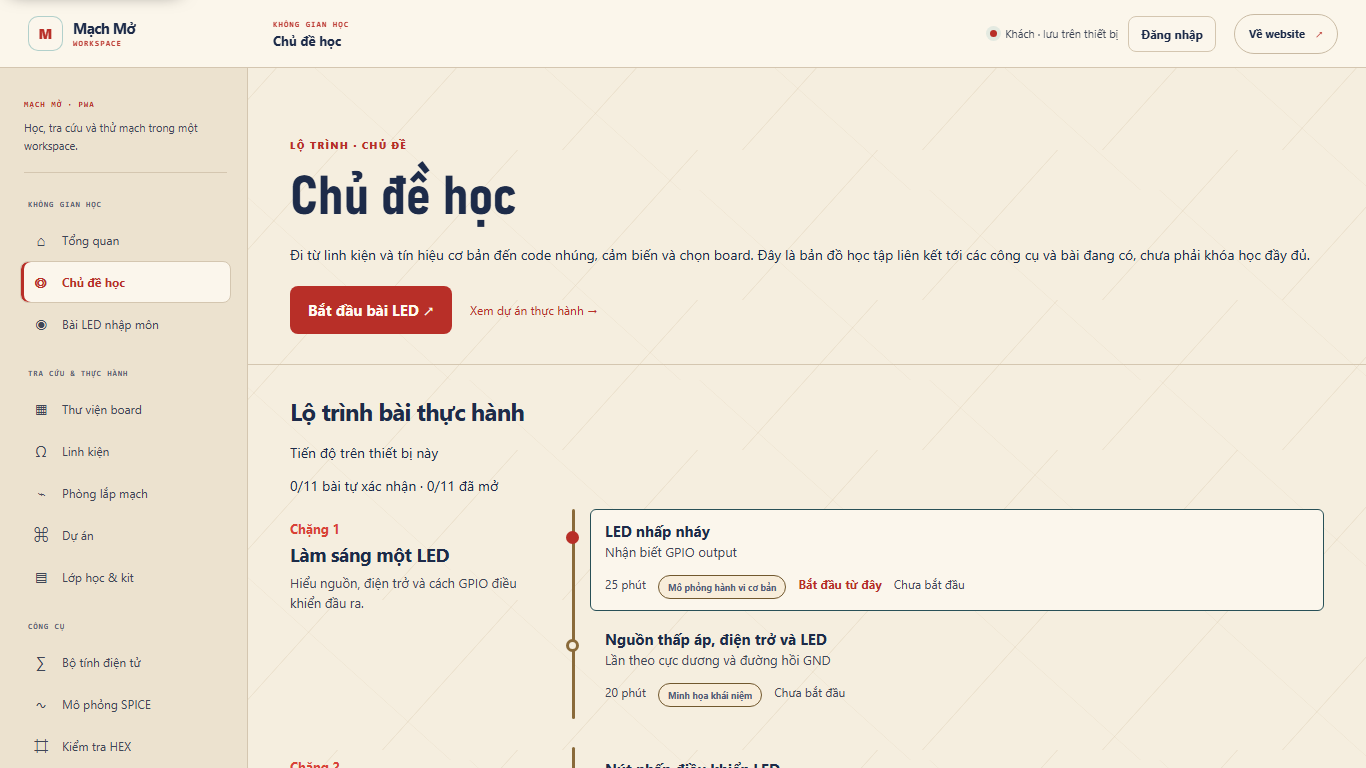 M
Mạch Mở
WORKSPACE
KHÔNG GIAN HỌC
Chủ đề học
Khách · lưu trên thiết bị
Đăng nhập
Về website ↗
MẠCH MỞ · PWA
Học, tra cứu và thử mạch trong một
workspace.
KHÔNG GIAN HỌC
Tổng quan
Chủ đề học
Bài LED nhập môn
TRA CỨU & THỰC HÀNH
Thư viện board
Linh kiện
Phòng lắp mạch
Dự án
Lớp học & kit
CÔNG CỤ
Bộ tính điện tử
Mô phỏng SPICE
Kiểm tra HEX
LỘ TRÌNH · CHỦ ĐỀ
Chủ đề học
Đi từ linh kiện và tín hiệu cơ bản đến code nhúng, cảm biến và chọn board. Đây là bản đồ học tập liên kết tới các công cụ và bài đang có, chưa phải khóa học đầy đủ.
Bắt đầu bài LED ↗
Xem dự án thực hành →
Lộ trình bài thực hành
Tiến độ trên thiết bị này
0/11 bài tự xác nhận · 0/11 đã mở
Chặng 1
Làm sáng một LED
Hiểu nguồn, điện trở và cách GPIO điều
khiển đầu ra.
LED nhấp nháy
Nhận biết GPIO output
25 phút Mô phỏng hành vi cơ bản Bắt đầu từ đây Chưa bắt đầu
Nguồn thấp áp, điện trở và LED
Lần theo cực dương và đường hồi GND
20 phút Minh họa khái niệm Chưa bắt đầu
Chặng 2
Nút nhấn điều khiển LED